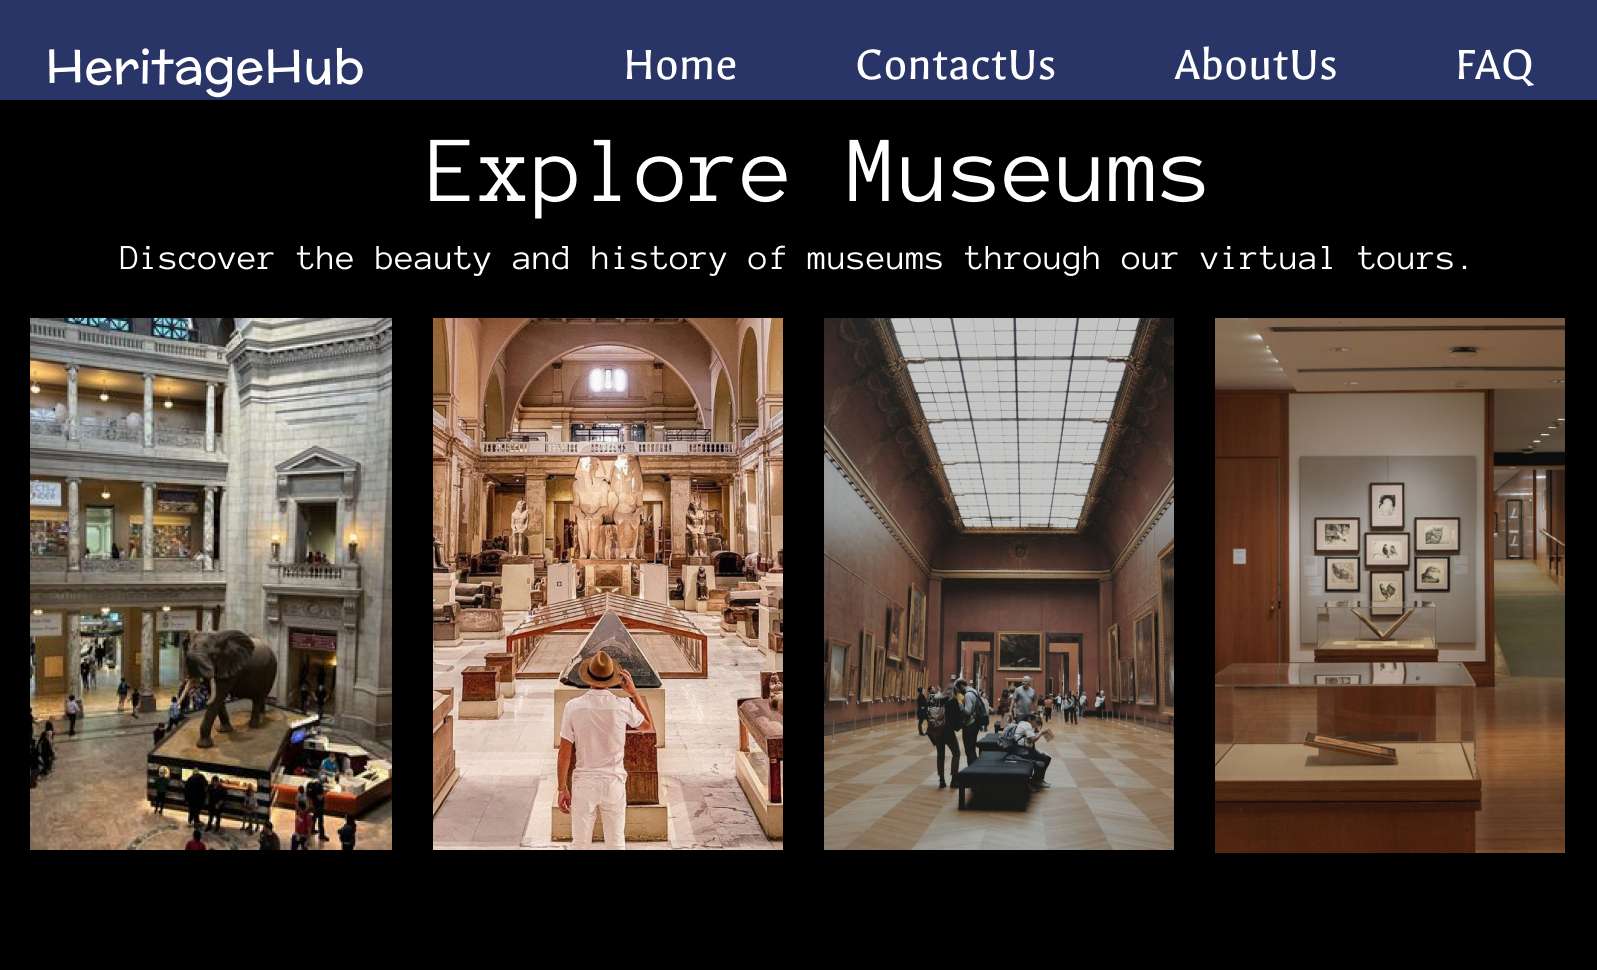 HeritageHub Home ContactUs AboutUs FAQ
Explore Museums
Discover the beauty and history of museums through our virtual tours.